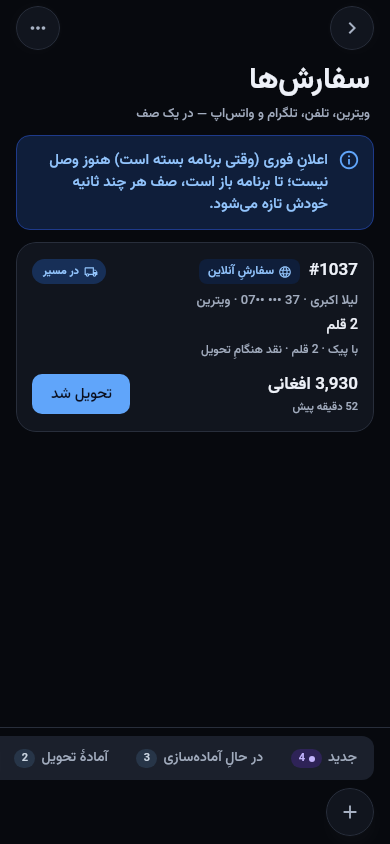 سفارش‌ها
ویترین، تلفن، تلگرام و واتس‌اپ — در یک صف
اعلانِ فوری (وقتی برنامه بسته است) هنوز وصل
نیست؛ تا برنامه باز است، صف هر چند ثانیه
خودش تازه می‌شود.
#1037 سفارشِ آنلاین در مسیر
لیلا اکبری · 07•• ••• 37 · ویترین
2 قلم
با پیک · 2 قلم · نقد هنگامِ تحویل
3,930 افغانی
52 دقیقه پیش
تحویل شد
جدید 4 در حالِ آماده‌سازی 3 آمادهٔ تحویل 2